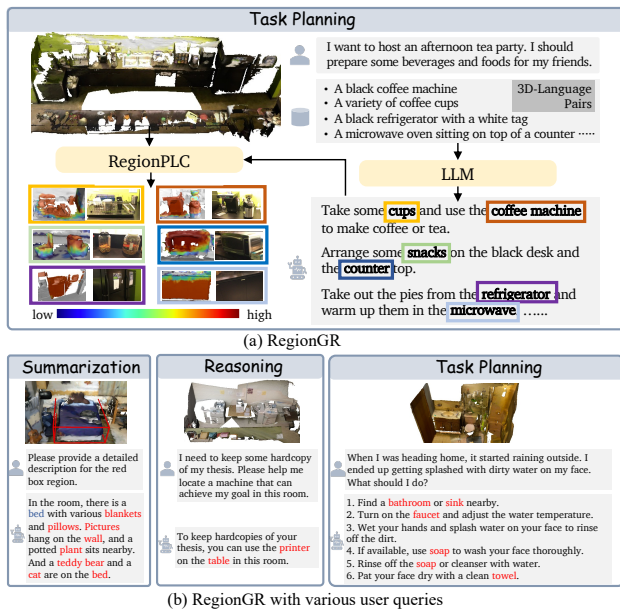 Task Planning
I want to host an afternoon tea party. I should
prepare some beverages and foods for my friends.
• A black coffee machine
• A variety of coffee cups
• A black refrigerator with a white tag
• A microwave oven sitting on top of a counter ·····
3D-Language
Pairs
RegionPLC
LLM
Take some cups and use the coffee machine
to make coffee or tea.
Arrange some snacks on the black desk and
the counter top.
Take out the pies from the refrigerator and
warm up them in the microwave ……
low
high
(a) RegionGR
Summarization
Please provide a detailed
description for the red
box region.
In the room, there is a
bed with various blankets
and pillows. Pictures
hang on the wall, and a
potted plant sits nearby.
And a teddy bear and a
cat are on the bed.
Reasoning
I need to keep some hardcopy
of my thesis. Please help me
locate a machine that can
achieve my goal in this room.
To keep hardcopies of your
thesis, you can use the printer
on the table in this room.
Task Planning
When I was heading home, it started raining outside. I
ended up getting splashed with dirty water on my face.
What should I do?
1. Find a bathroom or sink nearby.
2. Turn on the faucet and adjust the water temperature.
3. Wet your hands and splash water on your face to rinse
off the dirt.
4. If available, use soap to wash your face thoroughly.
5. Rinse off the soap or cleanser with water.
6. Pat your face dry with a clean towel.
(b) RegionGR with various user queries